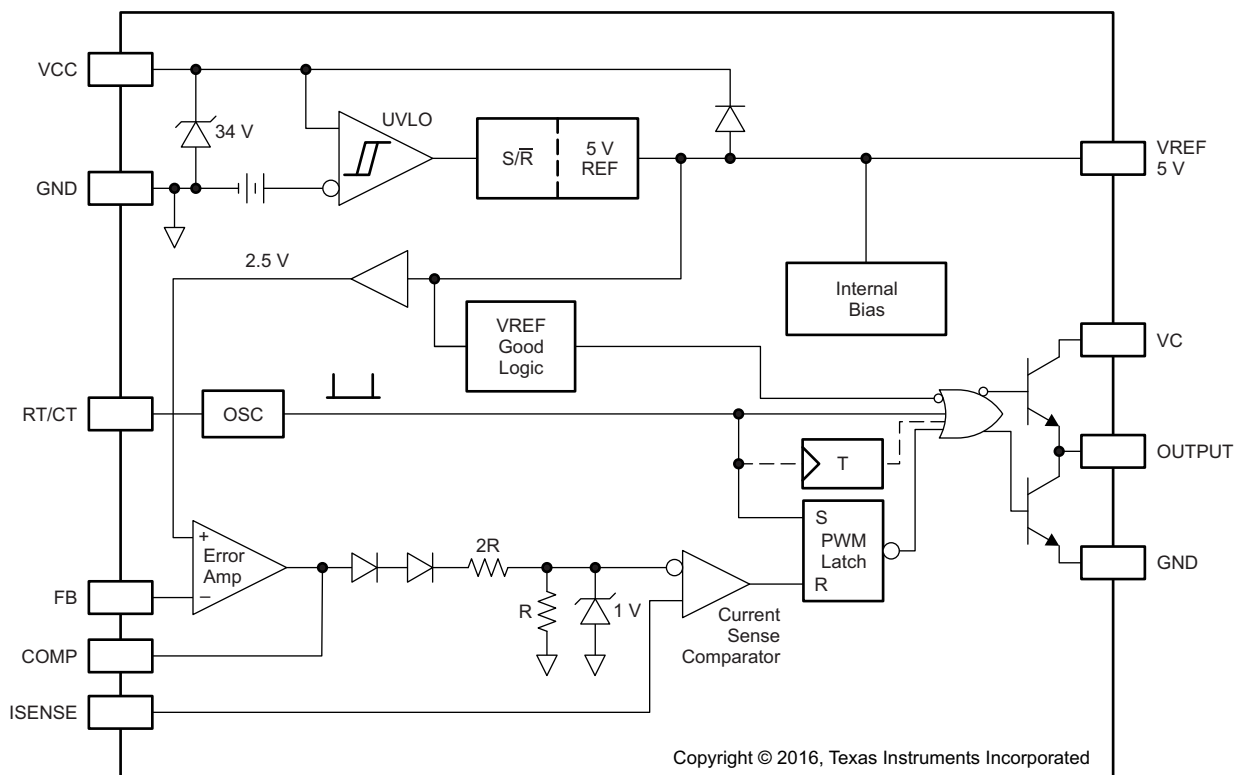 VCC
UVLO
34 V
S/R̅
5 V
REF
GND
VREF
5 V
2.5 V
Internal
Bias
VREF
Good
Logic
VC
RT/CT
OSC
T
OUTPUT
S
PWM
Latch
R
2R
+
Error
Amp
−
R
1 V
GND
FB
Current
Sense
Comparator
COMP
ISENSE
Copyright © 2016, Texas Instruments Incorporated